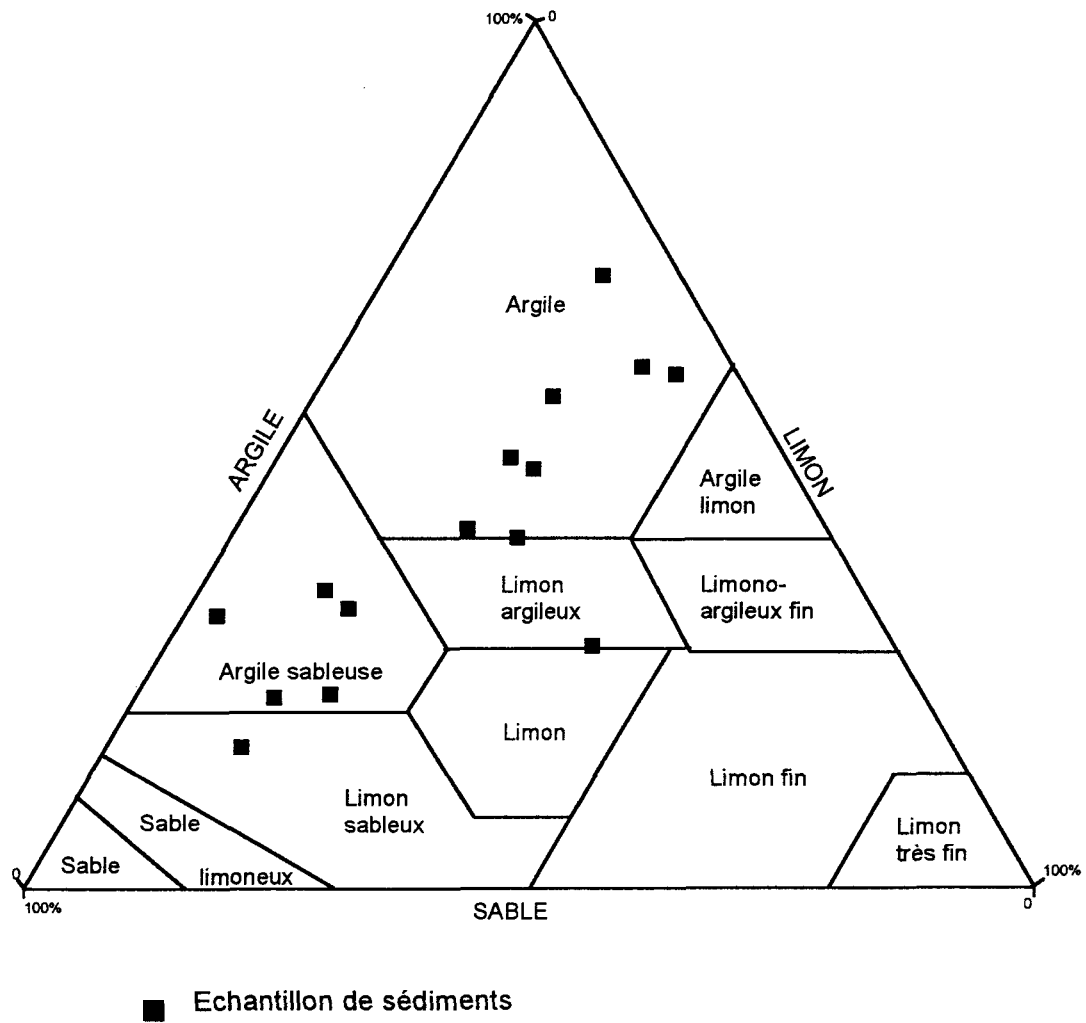 100% 0
Argile
ARGILE
LIMON
Argile
limon
Limon
argileux
Limono-
argileux fin
Argile sableuse
Limon
Limon fin
Limon
sableux
Sable
limoneux
Sable
Limon
très fin
0
100%
100%
0
SABLE
Echantillon de sédiments